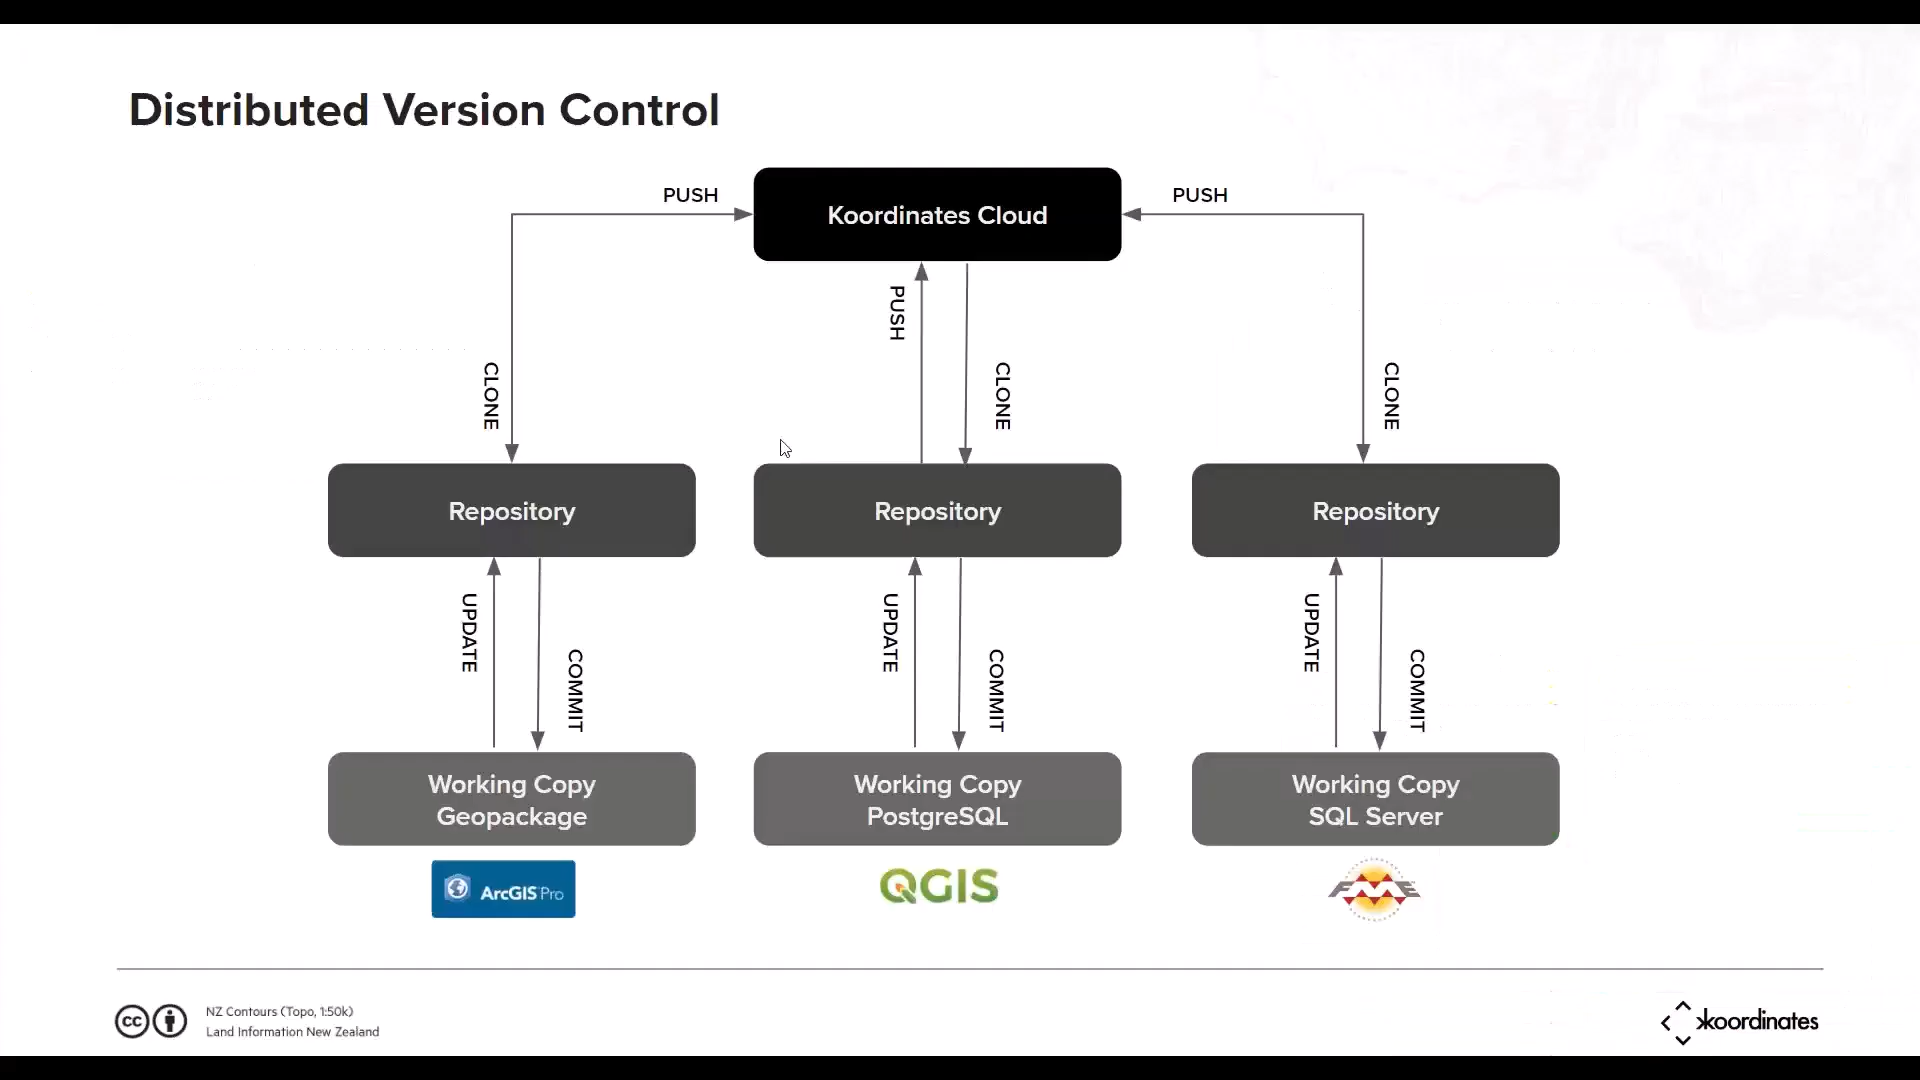 Distributed Version Control
PUSH
Koordinates Cloud
PUSH
PUSH
CLONE
CLONE
CLONE
Repository
Repository
Repository
UPDATE
COMMIT
UPDATE
COMMIT
UPDATE
COMMIT
Working Copy
Geopackage
Working Copy
PostgreSQL
Working Copy
SQL Server
ArcGIS Pro
QGIS
FME
cc
NZ Contours (Topo, 1:50k)
Land Information New Zealand
koordinates